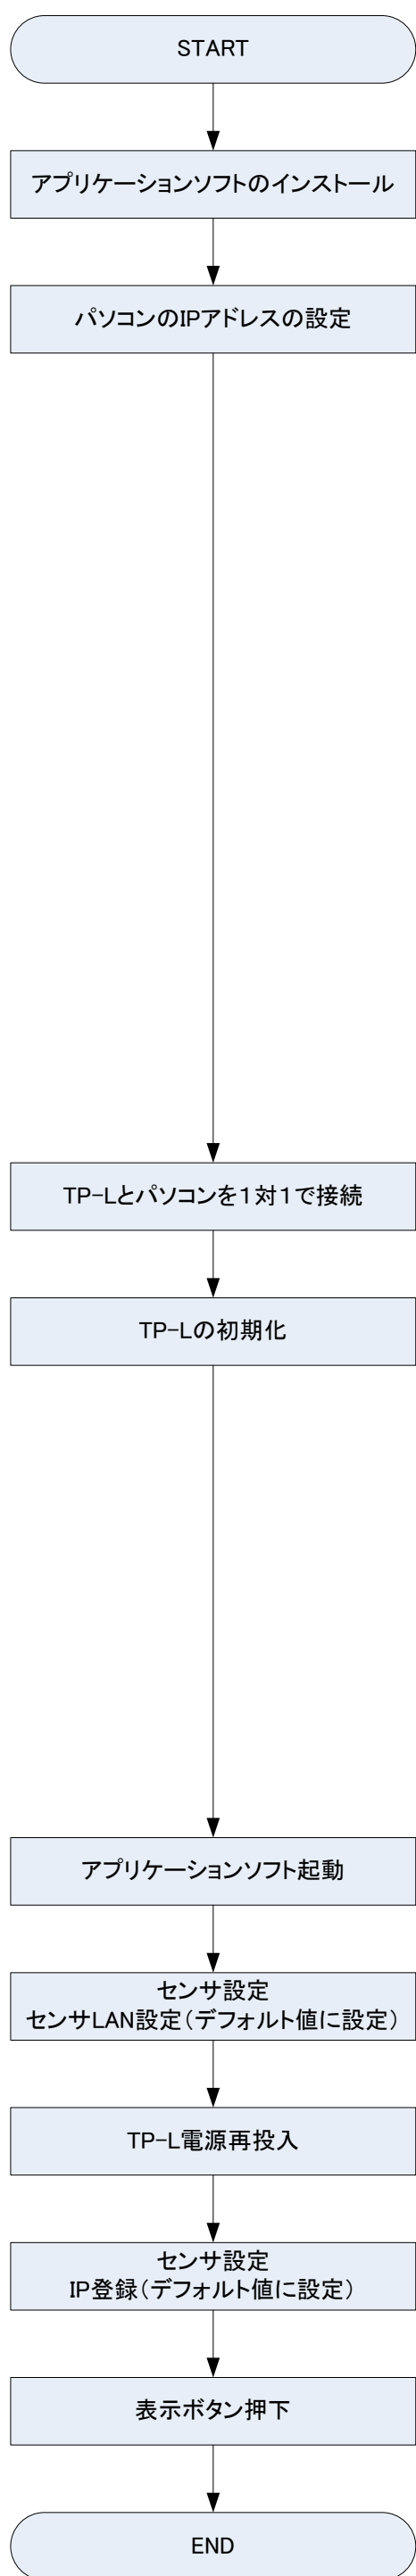 START
アプリケーションソフトのインストール
パソコンのIPアドレスの設定
TP-Lとパソコンを1対1で接続
TP-Lの初期化
アプリケーションソフト起動
センサ設定
センサLAN設定(デフォルト値に設定)
TP-L電源再投入
センサ設定
IP登録(デフォルト値に設定)
表示ボタン押下
END